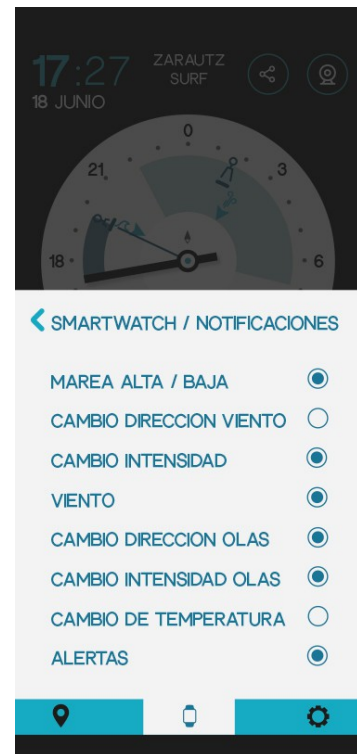 17:27
ZARAUTZ
SURF
18 JUNIO
0
21
3
18
6
SMARTWATCH / NOTIFICACIONES
MAREA ALTA / BAJA
CAMBIO DIRECCION VIENTO
CAMBIO INTENSIDAD
VIENTO
CAMBIO DIRECCION OLAS
CAMBIO INTENSIDAD OLAS
CAMBIO DE TEMPERATURA
ALERTAS